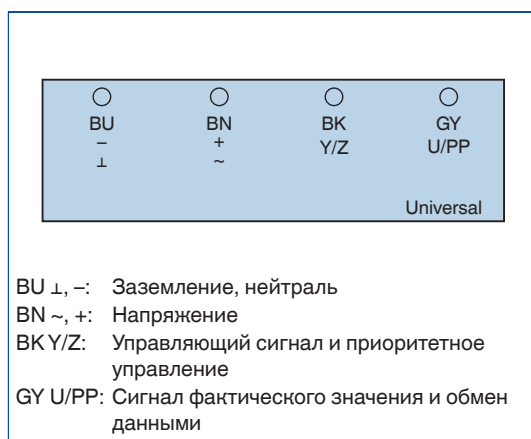 BU BN BK GY
– + Y/Z U/PP
⊥ ~
Universal
BU ⊥, –: Заземление, нейтраль
BN ~, +: Напряжение
BK Y/Z: Управляющий сигнал и приоритетное
управление
GY U/PP: Сигнал фактического значения и обмен
данными